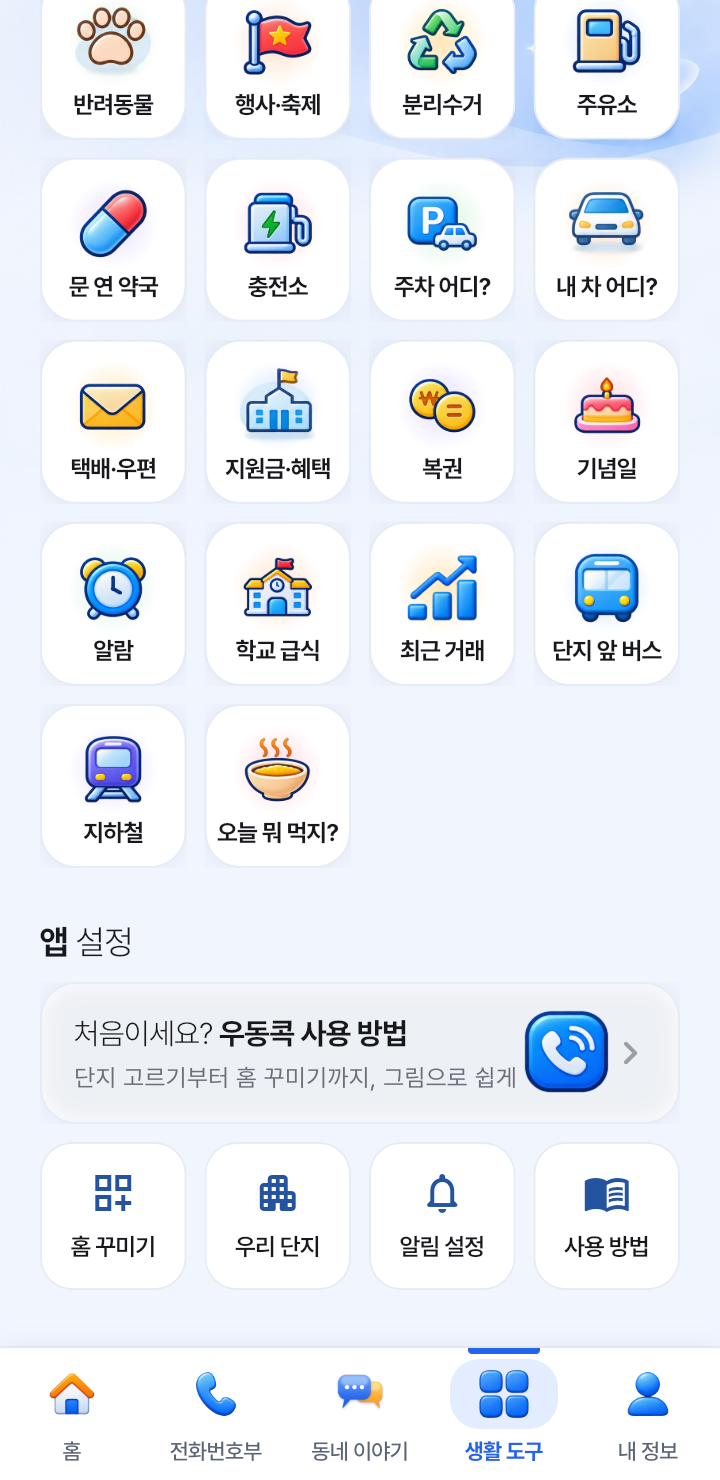 반려동물
행사·축제
분리수거
주유소
문 연 약국
충전소
P
주차 어디?
내 차 어디?
택배·우편
지원금·혜택
₩
복권
기념일
알람
학교 급식
최근 거래
단지 앞 버스
지하철
오늘 뭐 먹지?
앱 설정
처음이세요? 우동콕 사용 방법
단지 고르기부터 홈 꾸미기까지, 그림으로 쉽게
홈 꾸미기
우리 단지
알림 설정
사용 방법
홈
전화번호부
동네 이야기
생활 도구
내 정보